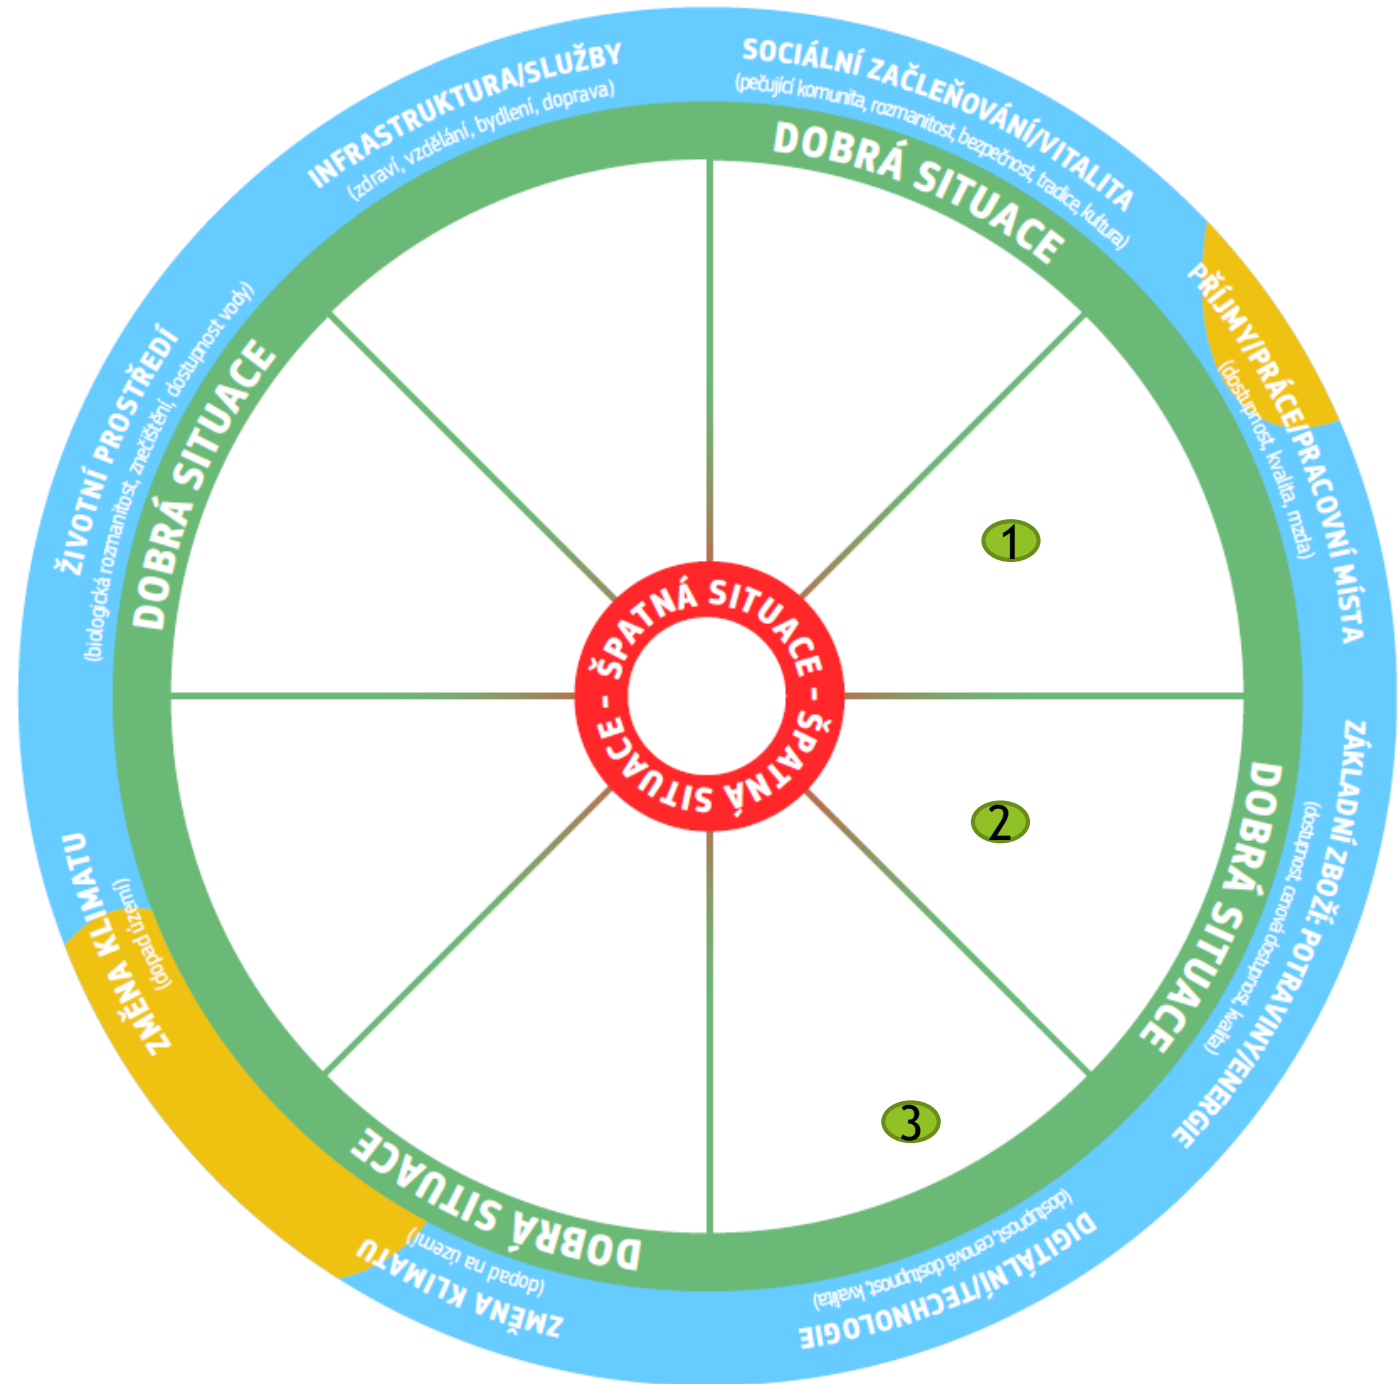 INFRASTRUKTURA/SLUŽBY
(zdraví, vzdělání, bydlení, doprava)
SOCIÁLNÍ ZAČLEŇOVÁNÍ/VITALITA
(pečující komunita, rozmanitost, bezpečnost, tradice, kultura)
DOBRÁ SITUACE
PŘÍJMY/PRÁCE/PRACOVNÍ MÍSTA
(dostupnost, kvalita, mzda)
1
ZÁKLADNÍ ZBOŽÍ: POTRAVINY/ENERGIE
(dostupnost, cenová dostupnost, kvalita)
DOBRÁ SITUACE
2
DIGITÁLNÍ/TECHNOLOGIE
(dostupnost, cenová dostupnost, kvalita)
3
ZMĚNA KLIMATU
(dopad na území)
DOBRÁ SITUACE
ZMĚNA KLIMATU
(dopad území)
ŽIVOTNÍ PROSTŘEDÍ
(biologická rozmanitost, znečištění, dostupnost vody)
DOBRÁ SITUACE
ŠPATNÁ SITUACE - ŠPATNÁ SITUACE -